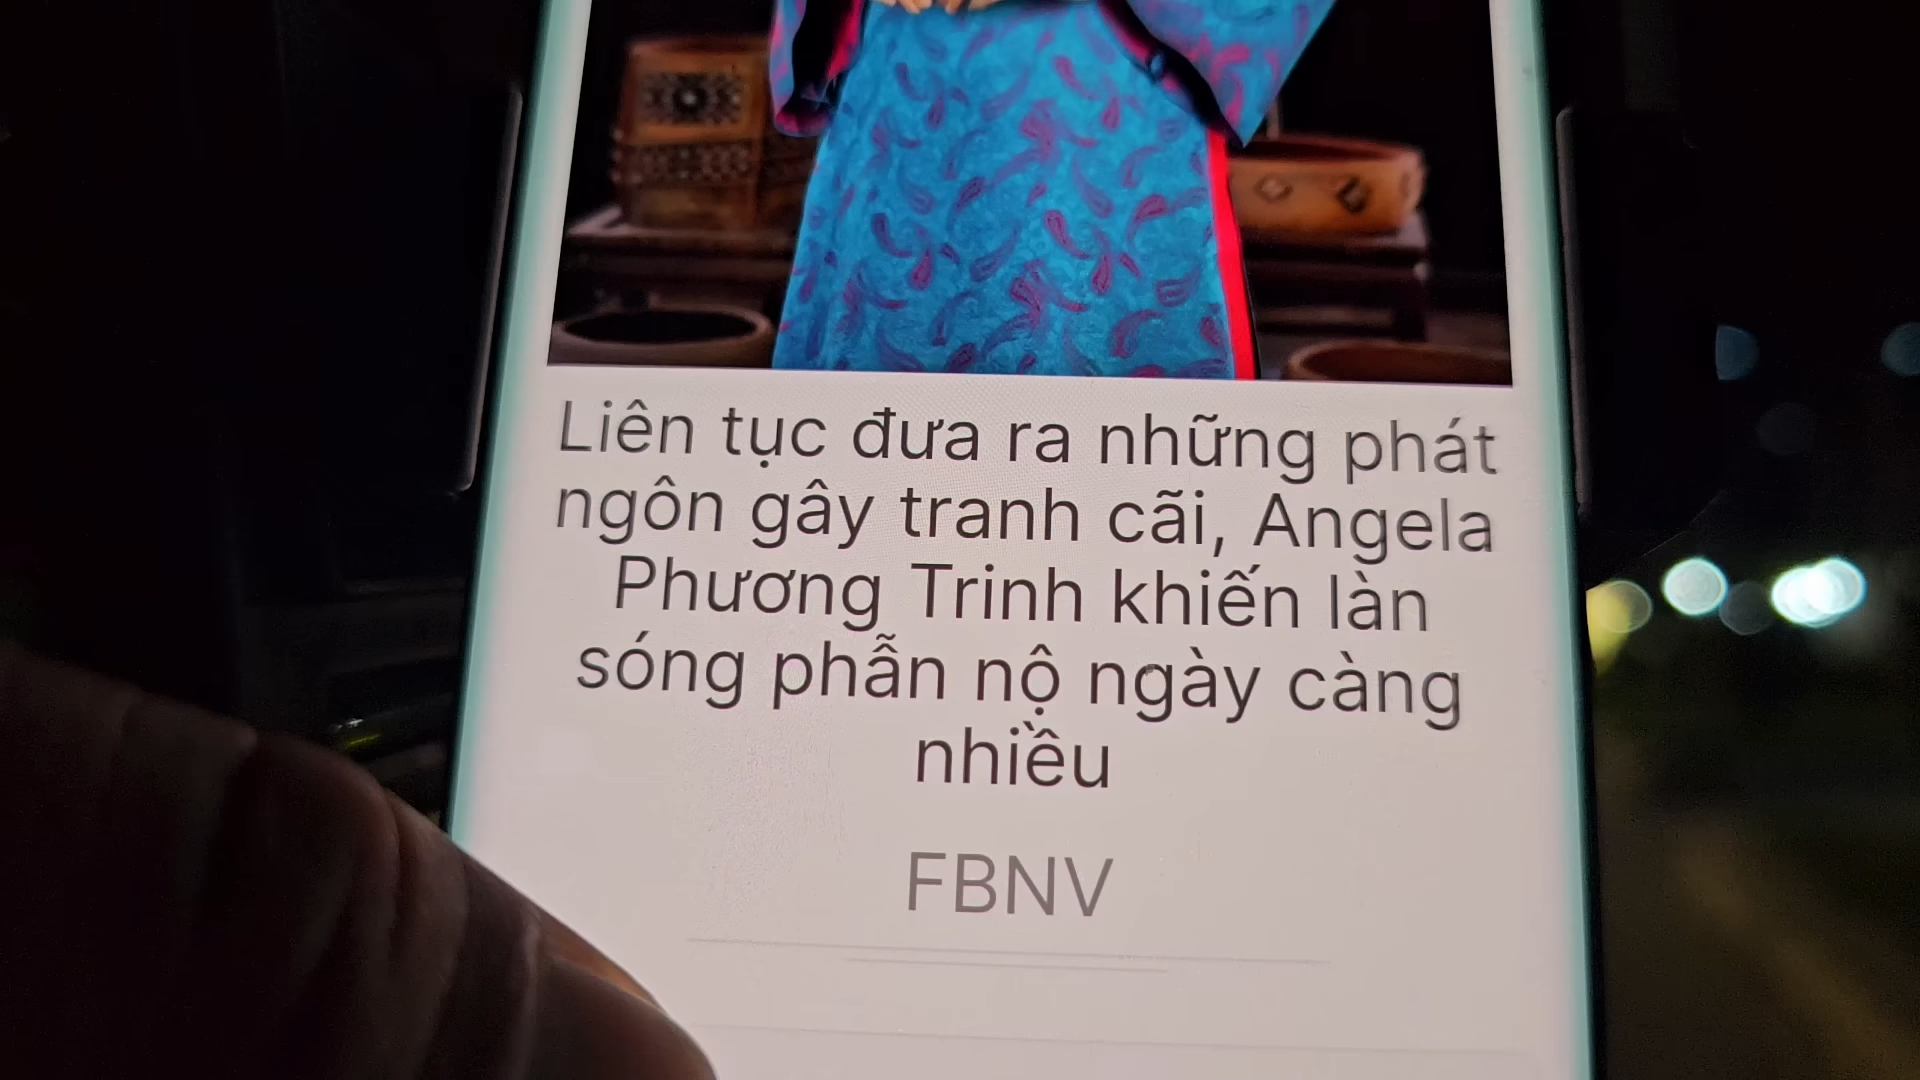 Liên tục đưa ra những phát
ngôn gây tranh cãi, Angela
Phương Trinh khiến làn
sóng phẫn nộ ngày càng
nhiều
FBNV